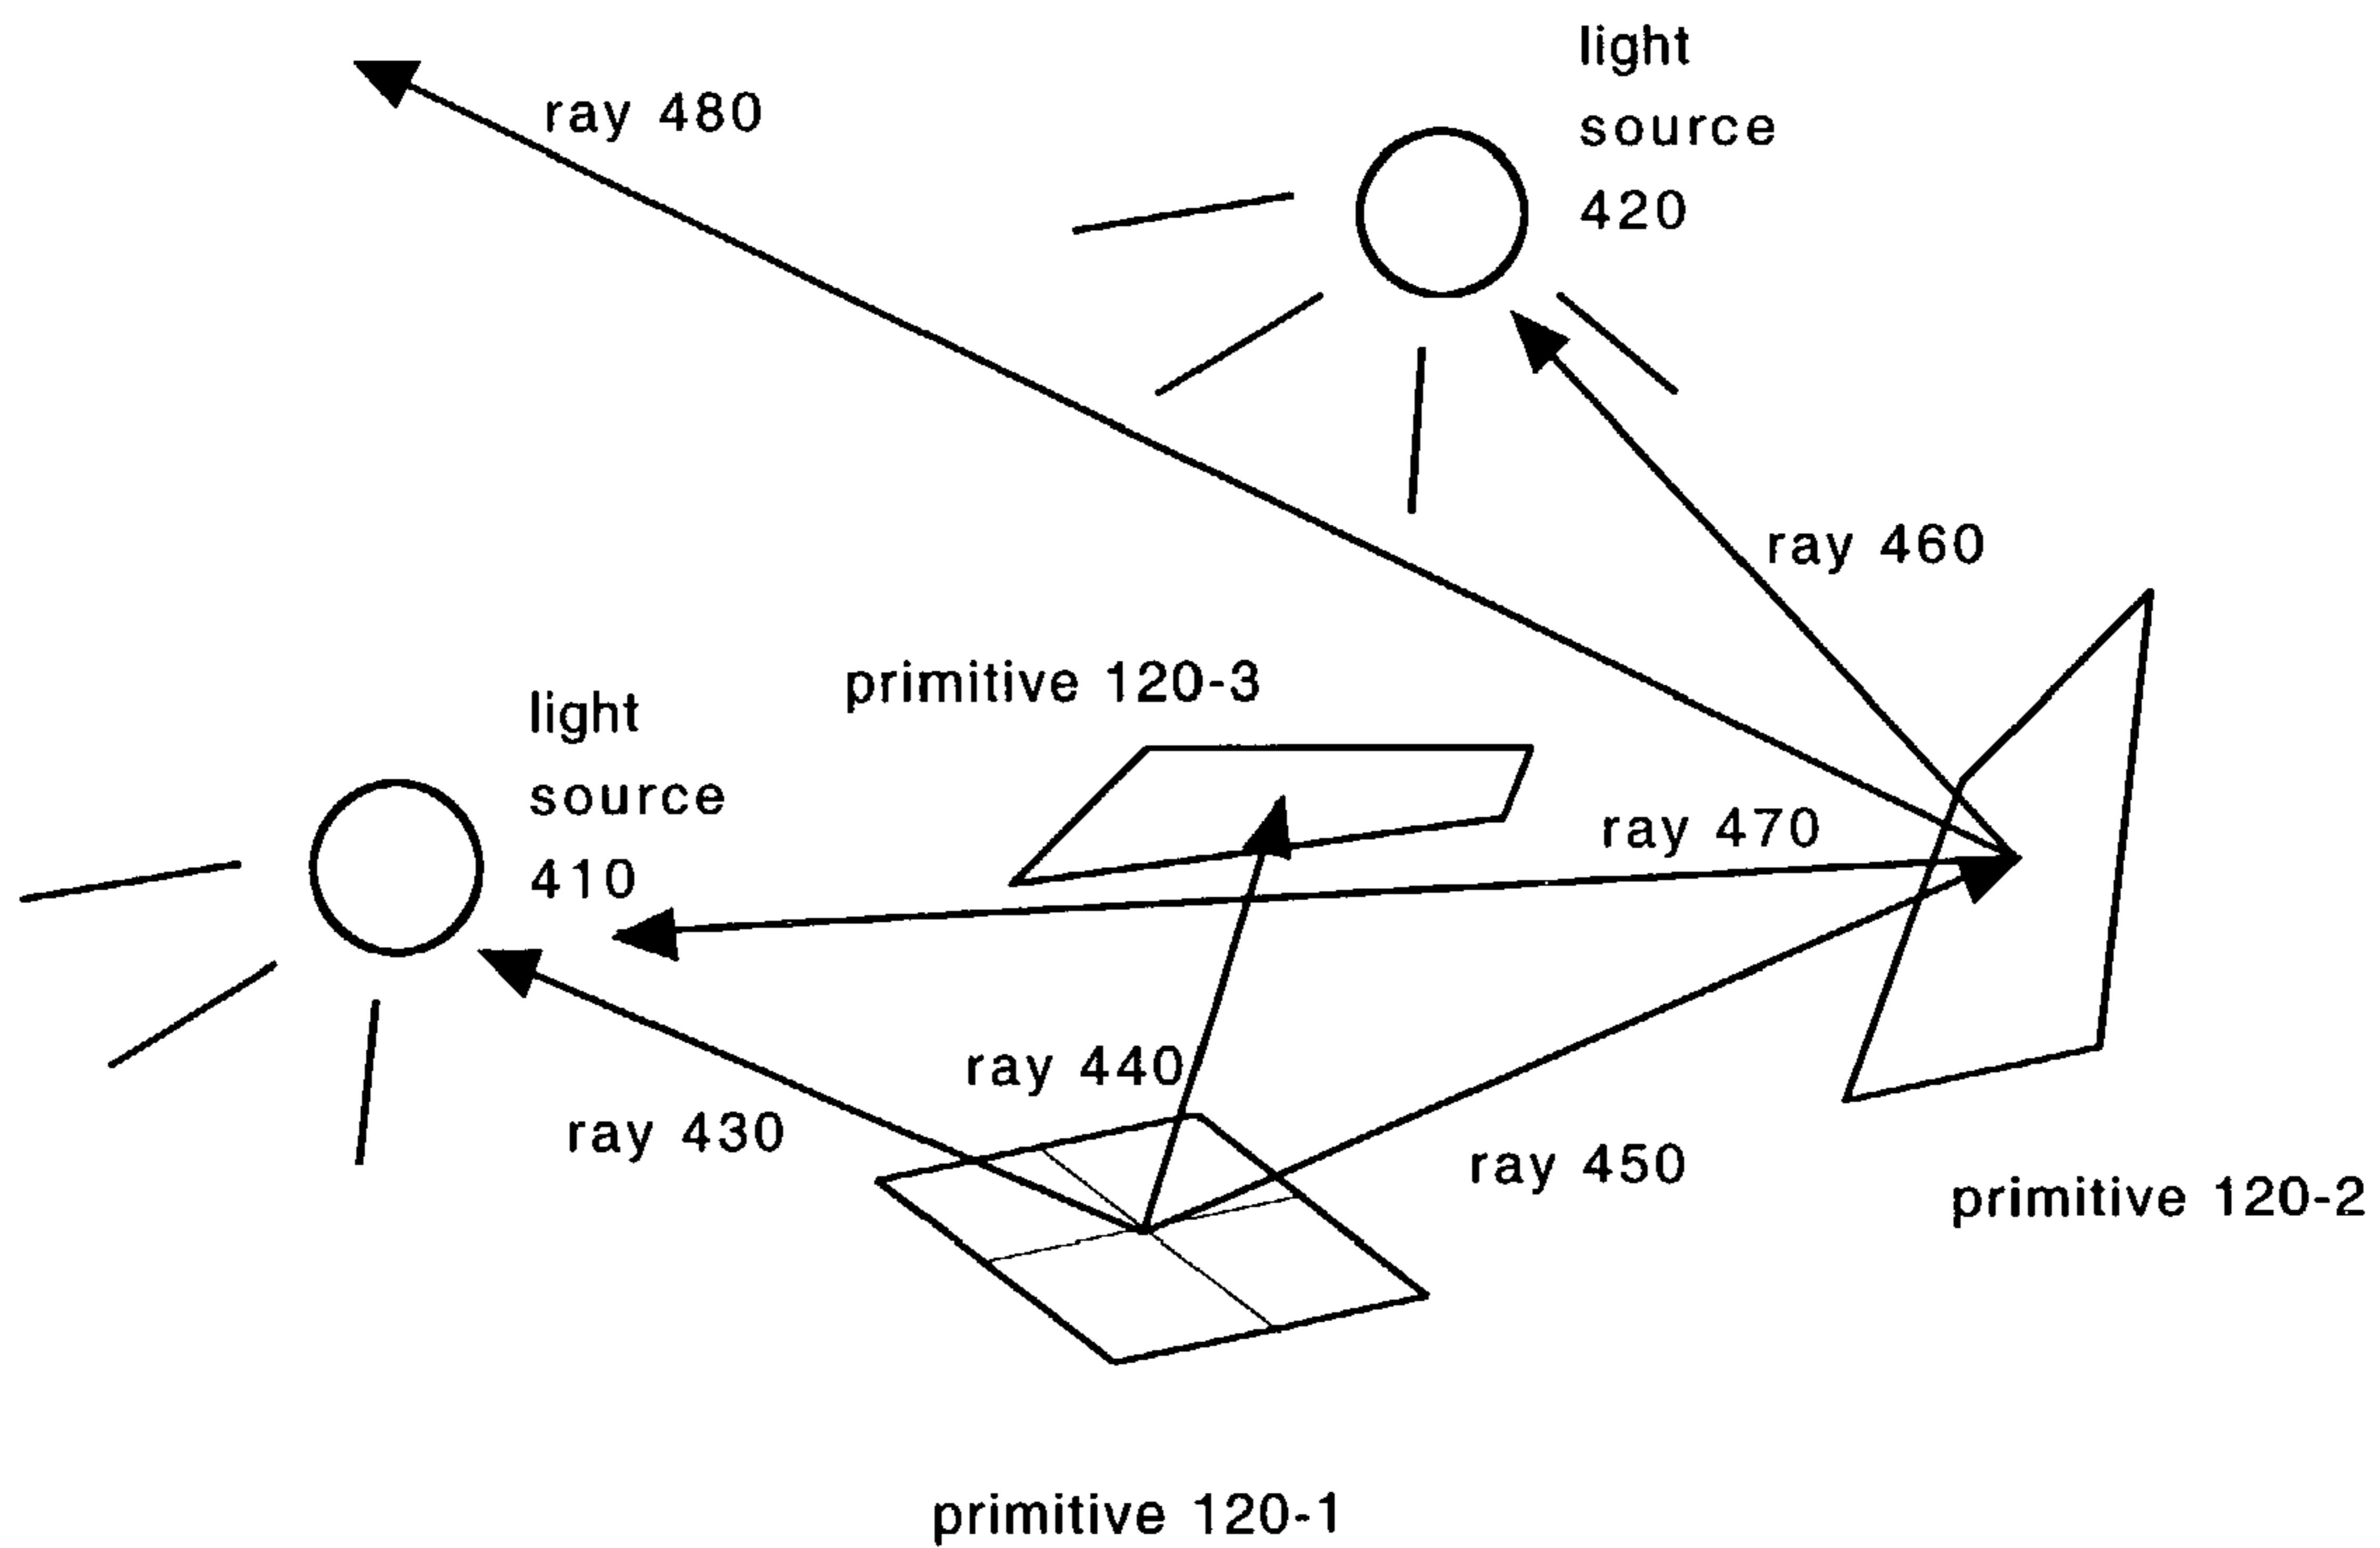 light
source
420
ray 480
ray 460
primitive 120-3
light
source
410
ray 470
ray 440
ray 430
ray 450
primitive 120-2
primitive 120-1